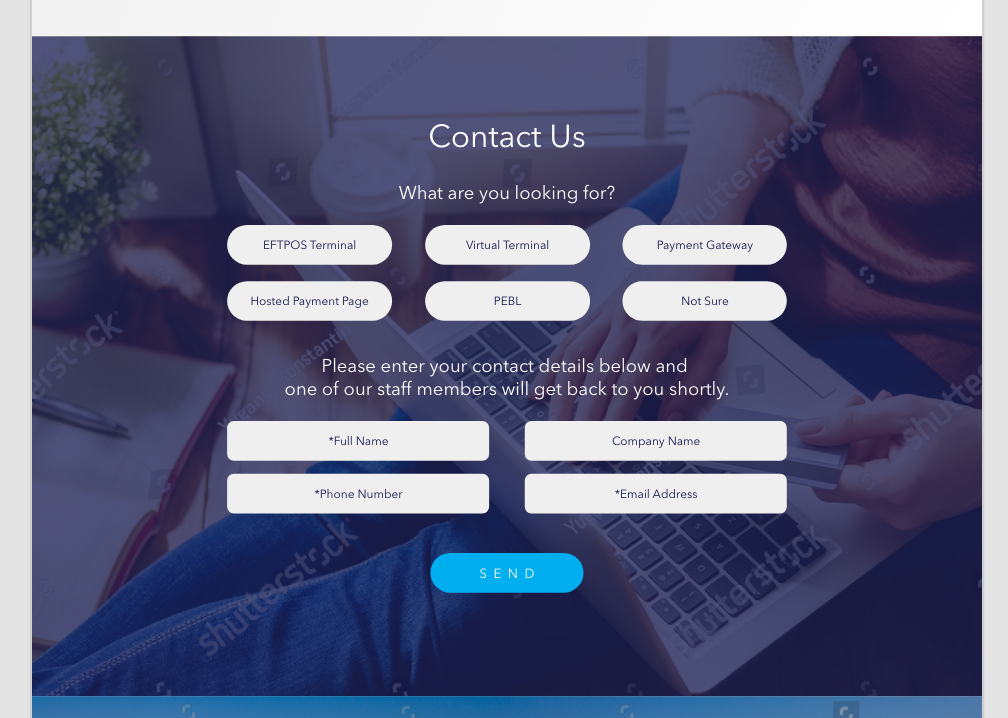 Contact Us
What are you looking for?
EFTPOS Terminal
Virtual Terminal
Payment Gateway
Hosted Payment Page
PEBL
Not Sure
Please enter your contact details below and
one of our staff members will get back to you shortly.
*Full Name
Company Name
*Phone Number
*Email Address
SEND
shutterstock
shutterstock
shutterstock
shutterstock